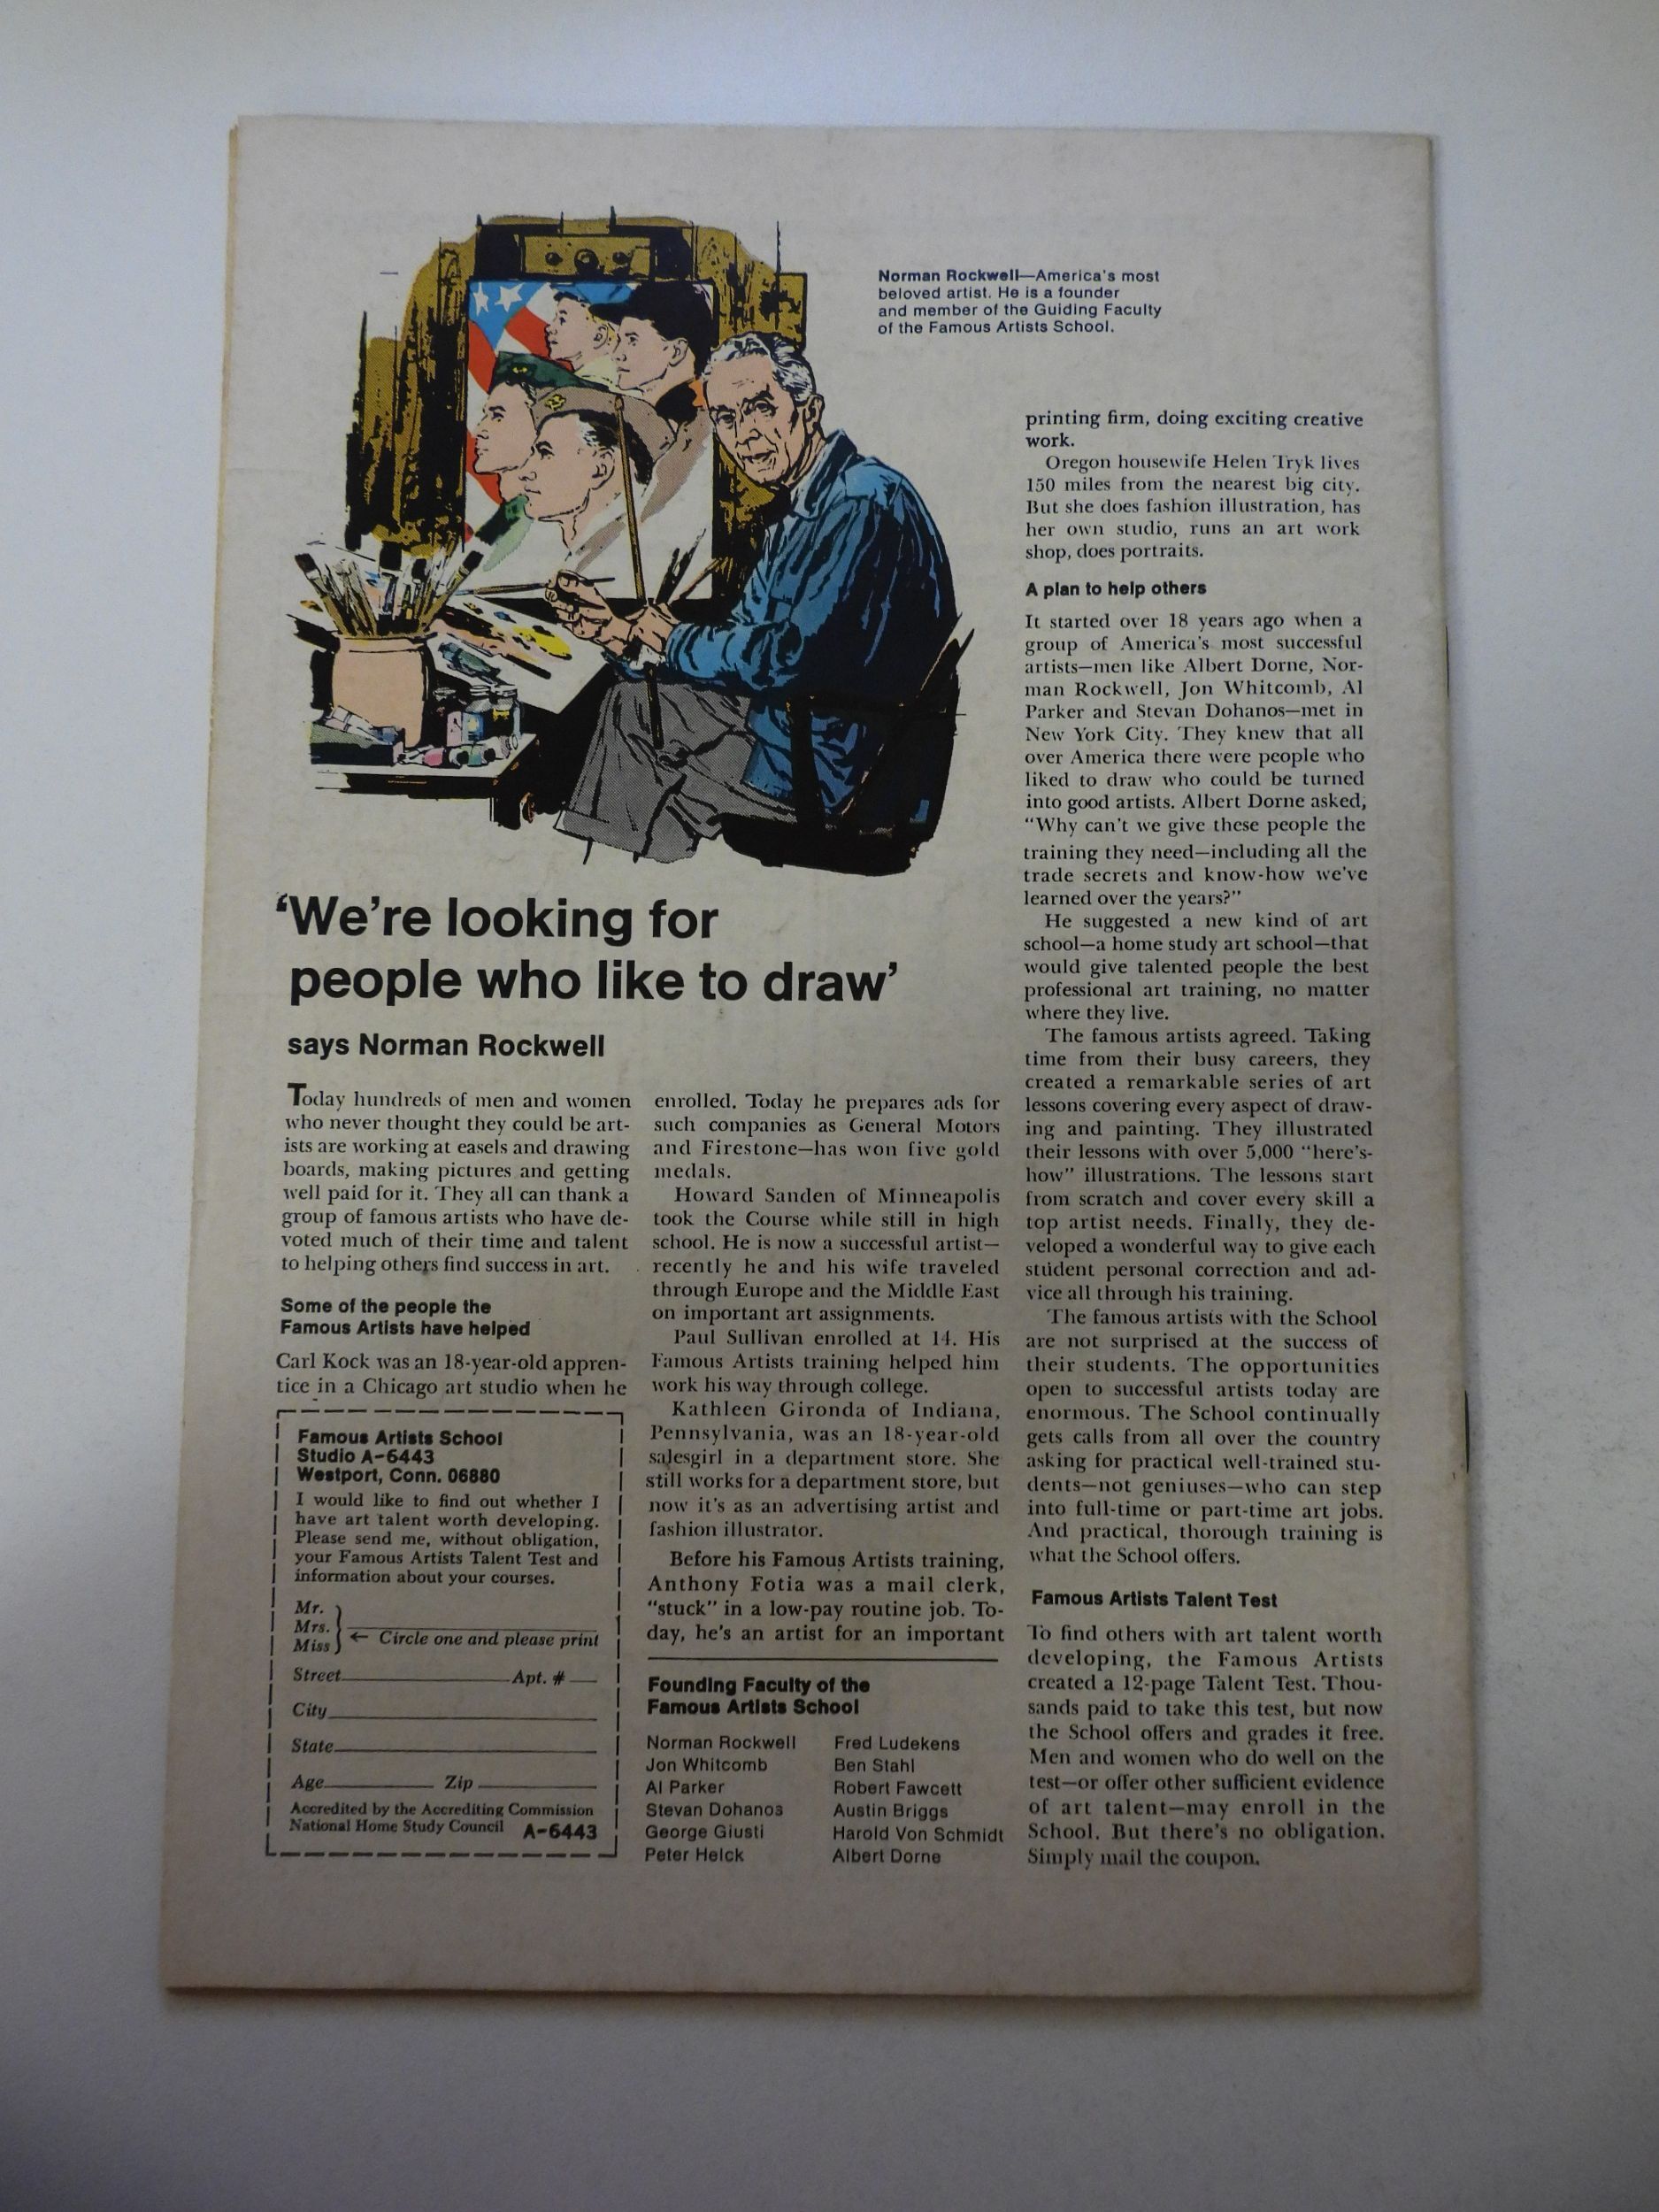 Norman Rockwell—America's most
beloved artist. He is a founder
and member of the Guiding Faculty
of the Famous Artists School.
'We're looking for
people who like to draw'
says Norman Rockwell
Today hundreds of men and women
who never thought they could be art-
ists are working at easels and drawing
boards, making pictures and getting
well paid for it. They all can thank a
group of famous artists who have de-
voted much of their time and talent
to helping others find success in art.
Some of the people the
Famous Artists have helped
Carl Kock was an 18-year-old appren-
tice in a Chicago art studio when he
enrolled. Today he prepares ads for
such companies as General Motors
and Firestone—has won five gold
medals.
Howard Sanden of Minneapolis
took the Course while still in high
school. He is now a successful artist—
recently he and his wife traveled
through Europe and the Middle East
on important art assignments.
Paul Sullivan enrolled at 14. His
Famous Artists training helped him
work his way through college.
Kathleen Gironda of Indiana,
Pennsylvania, was an 18-year-old
salesgirl in a department store. She
still works for a department store, but
now it's as an advertising artist and
fashion illustrator.
Before his Famous Artists training,
Anthony Fotia was a mail clerk,
"stuck" in a low-pay routine job. To-
day, he's an artist for an important
printing firm, doing exciting creative
work.
Oregon housewife Helen Tryk lives
150 miles from the nearest big city.
But she does fashion illustration, has
her own studio, runs an art work
shop, does portraits.
A plan to help others
It started over 18 years ago when a
group of America's most successful
artists—men like Albert Dorne, Nor-
man Rockwell, Jon Whitcomb, Al
Parker and Stevan Dohanos—met in
New York City. They knew that all
over America there were people who
liked to draw who could be turned
into good artists. Albert Dorne asked,
"Why can't we give these people the
training they need—including all the
trade secrets and know-how we've
learned over the years?"
He suggested a new kind of art
school—a home study art school—that
would give talented people the best
professional art training, no matter
where they live.
The famous artists agreed. Taking
time from their busy careers, they
created a remarkable series of art
lessons covering every aspect of draw-
ing and painting. They illustrated
their lessons with over 5,000 "here's-
how" illustrations. The lessons start
from scratch and cover every skill a
top artist needs. Finally, they de-
veloped a wonderful way to give each
student personal correction and ad-
vice all through his training.
The famous artists with the School
are not surprised at the success of
their students. The opportunities
open to successful artists today are
enormous. The School continually
gets calls from all over the country
asking for practical well-trained stu-
dents—not geniuses—who can step
into full-time or part-time art jobs.
And practical, thorough training is
what the School offers.
Famous Artists Talent Test
To find others with art talent worth
developing, the Famous Artists
created a 12-page Talent Test. Thou-
sands paid to take this test, but now
the School offers and grades it free.
Men and women who do well on the
test—or offer other sufficient evidence
of art talent—may enroll in the
School. But there's no obligation.
Simply mail the coupon.
Famous Artists School
Studio A-6443
Westport, Conn. 06880
I would like to find out whether I
have art talent worth developing.
Please send me, without obligation,
your Famous Artists Talent Test and
information about your courses.
Mr.
Mrs.
Miss
← Circle one and please print
Street Apt. #
City
State
Age Zip
Accredited by the Accrediting Commission
National Home Study Council A-6443
Founding Faculty of the
Famous Artists School
Norman Rockwell
Jon Whitcomb
Al Parker
Stevan Dohanos
George Giusti
Peter Helck
Fred Ludekens
Ben Stahl
Robert Fawcett
Austin Briggs
Harold Von Schmidt
Albert Dorne